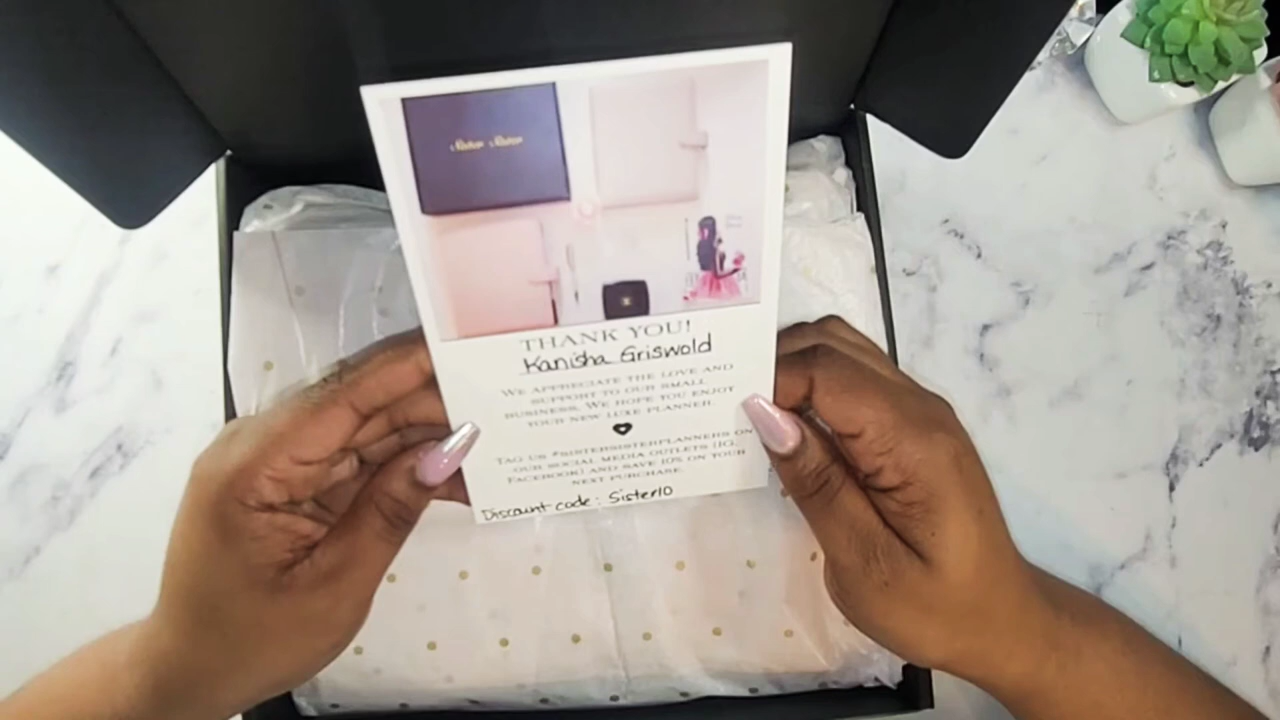 Sister Sister
THANK YOU!
Kanisha Griswold
WE APPRECIATE THE LOVE AND
SUPPORT TO OUR SMALL
BUSINESS. WE HOPE YOU ENJOY
YOUR NEW LUXE PLANNER.
TAG US #SISTERSISTERPLANNERS ON
OUR SOCIAL MEDIA OUTLETS (IG,
FACEBOOK) AND SAVE 10% ON YOUR
NEXT PURCHASE.
Discount code: Sister10